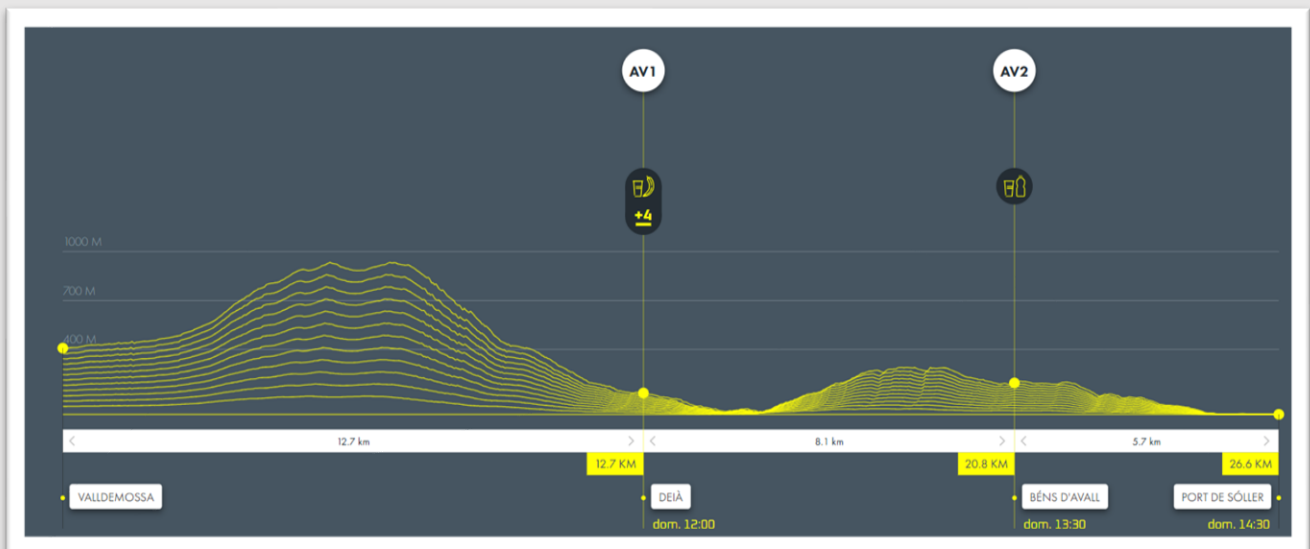 AV1
AV2
+4
1000 M
700 M
400 M
12.7 km
8.1 km
5.7 km
12.7 KM
20.8 KM
26.6 KM
VALLDEMOSSA
DEIÀ
BÉNS D'AVALL
PORT DE SÓLLER
dom. 12:00
dom. 13:30
dom. 14:30